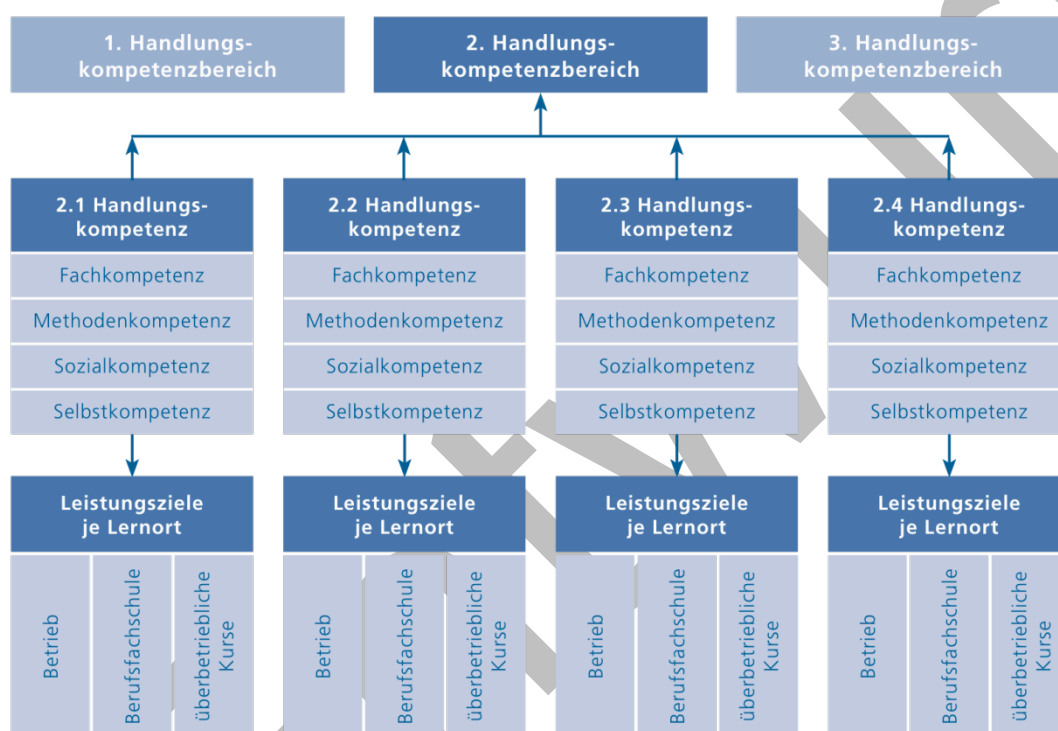 1. Handlungs-
kompetenzbereich
2. Handlungs-
kompetenzbereich
3. Handlungs-
kompetenzbereich
2.1 Handlungs-
kompetenz
2.2 Handlungs-
kompetenz
2.3 Handlungs-
kompetenz
2.4 Handlungs-
kompetenz
Fachkompetenz
Fachkompetenz
Fachkompetenz
Fachkompetenz
Methodenkompetenz
Methodenkompetenz
Methodenkompetenz
Methodenkompetenz
Sozialkompetenz
Sozialkompetenz
Sozialkompetenz
Sozialkompetenz
Selbstkompetenz
Selbstkompetenz
Selbstkompetenz
Selbstkompetenz
Leistungsziele
je Lernort
Leistungsziele
je Lernort
Leistungsziele
je Lernort
Leistungsziele
je Lernort
Betrieb
Berufsfachschule
überbetriebliche
Kurse
Betrieb
Berufsfachschule
überbetriebliche
Kurse
Betrieb
Berufsfachschule
überbetriebliche
Kurse
Betrieb
Berufsfachschule
überbetriebliche
Kurse